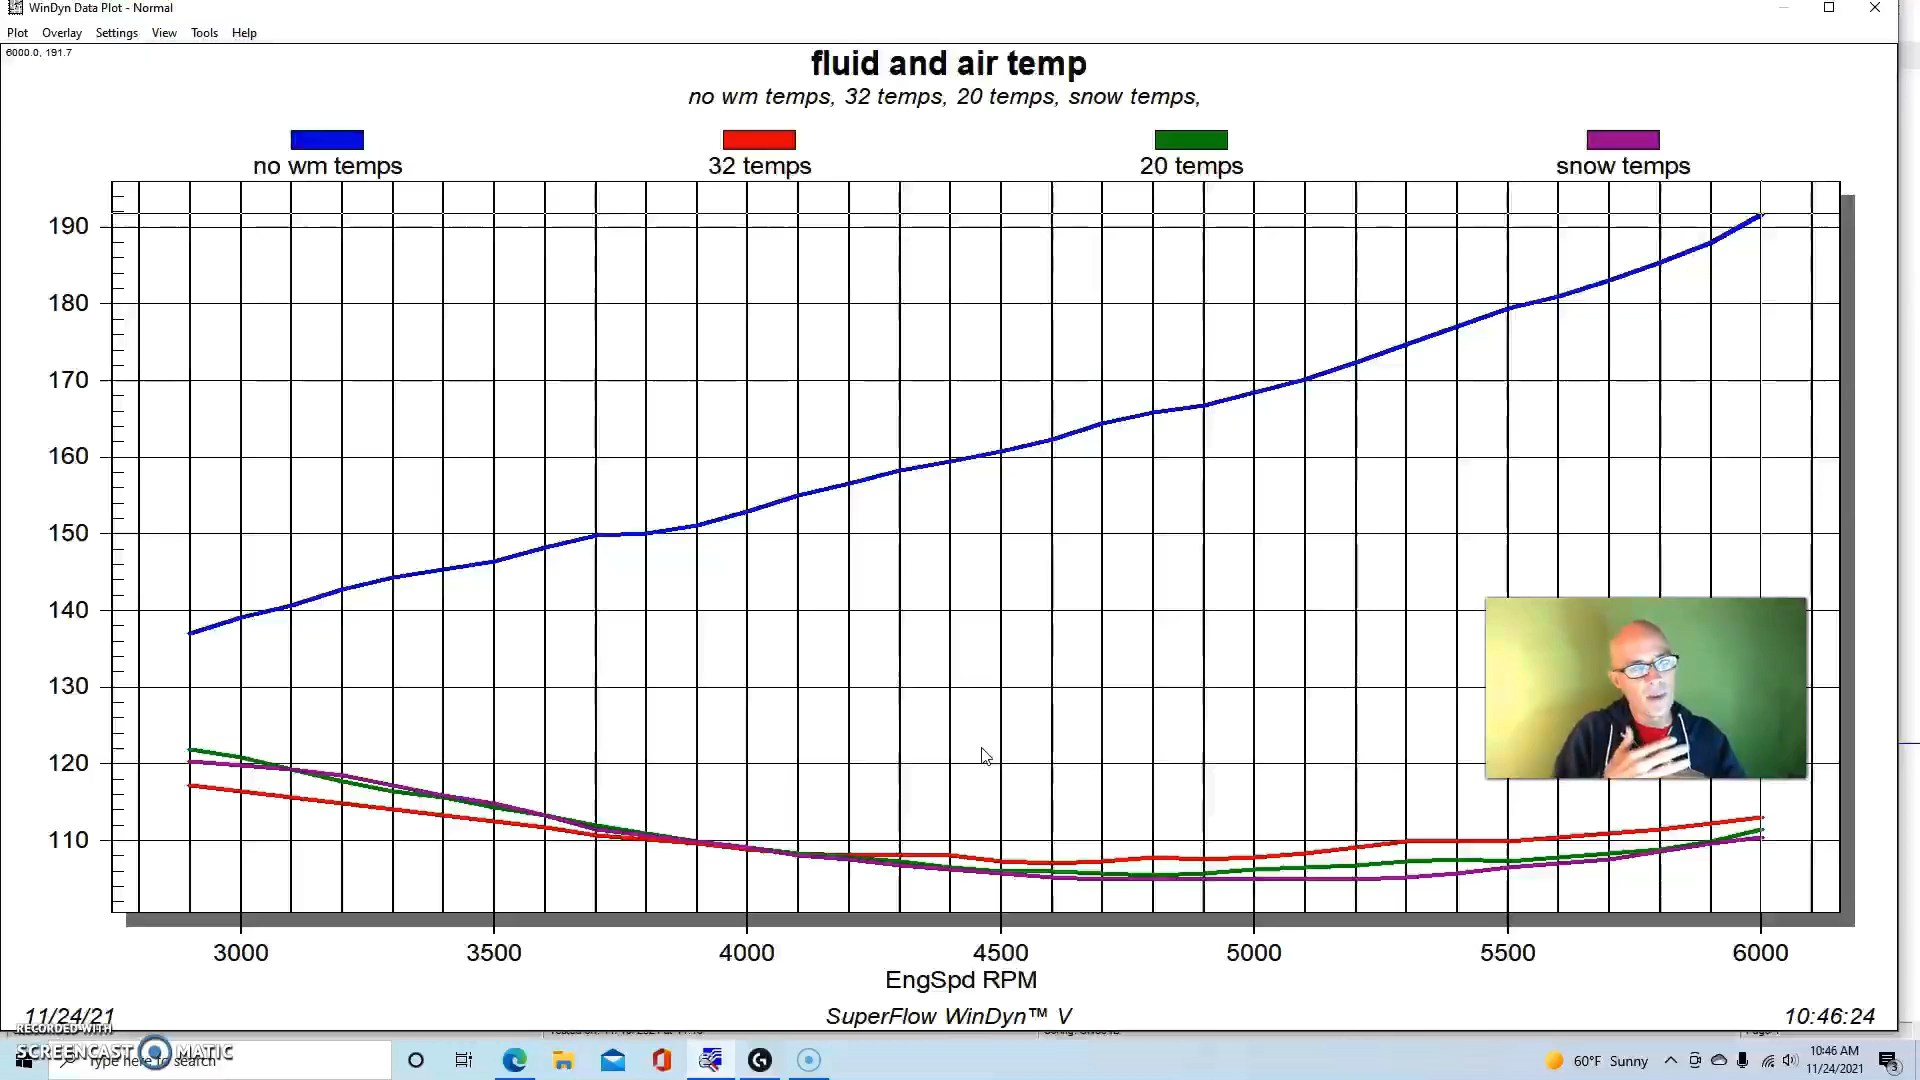 WinDyn Data Plot - Normal
Plot Overlay Settings View Tools Help
6000.0, 191.7
fluid and air temp
no wm temps, 32 temps, 20 temps, snow temps,
no wm temps 32 temps 20 temps snow temps
190
180
170
160
150
140
130
120
110
3000 3500 4000 4500 5000 5500 6000
EngSpd RPM
11/24/21 SuperFlow WinDyn™ V 10:46:24
RECORDED WITH
SCREENCAST MATIC
Type here to search
60°F Sunny
10:46 AM
11/24/2021
3